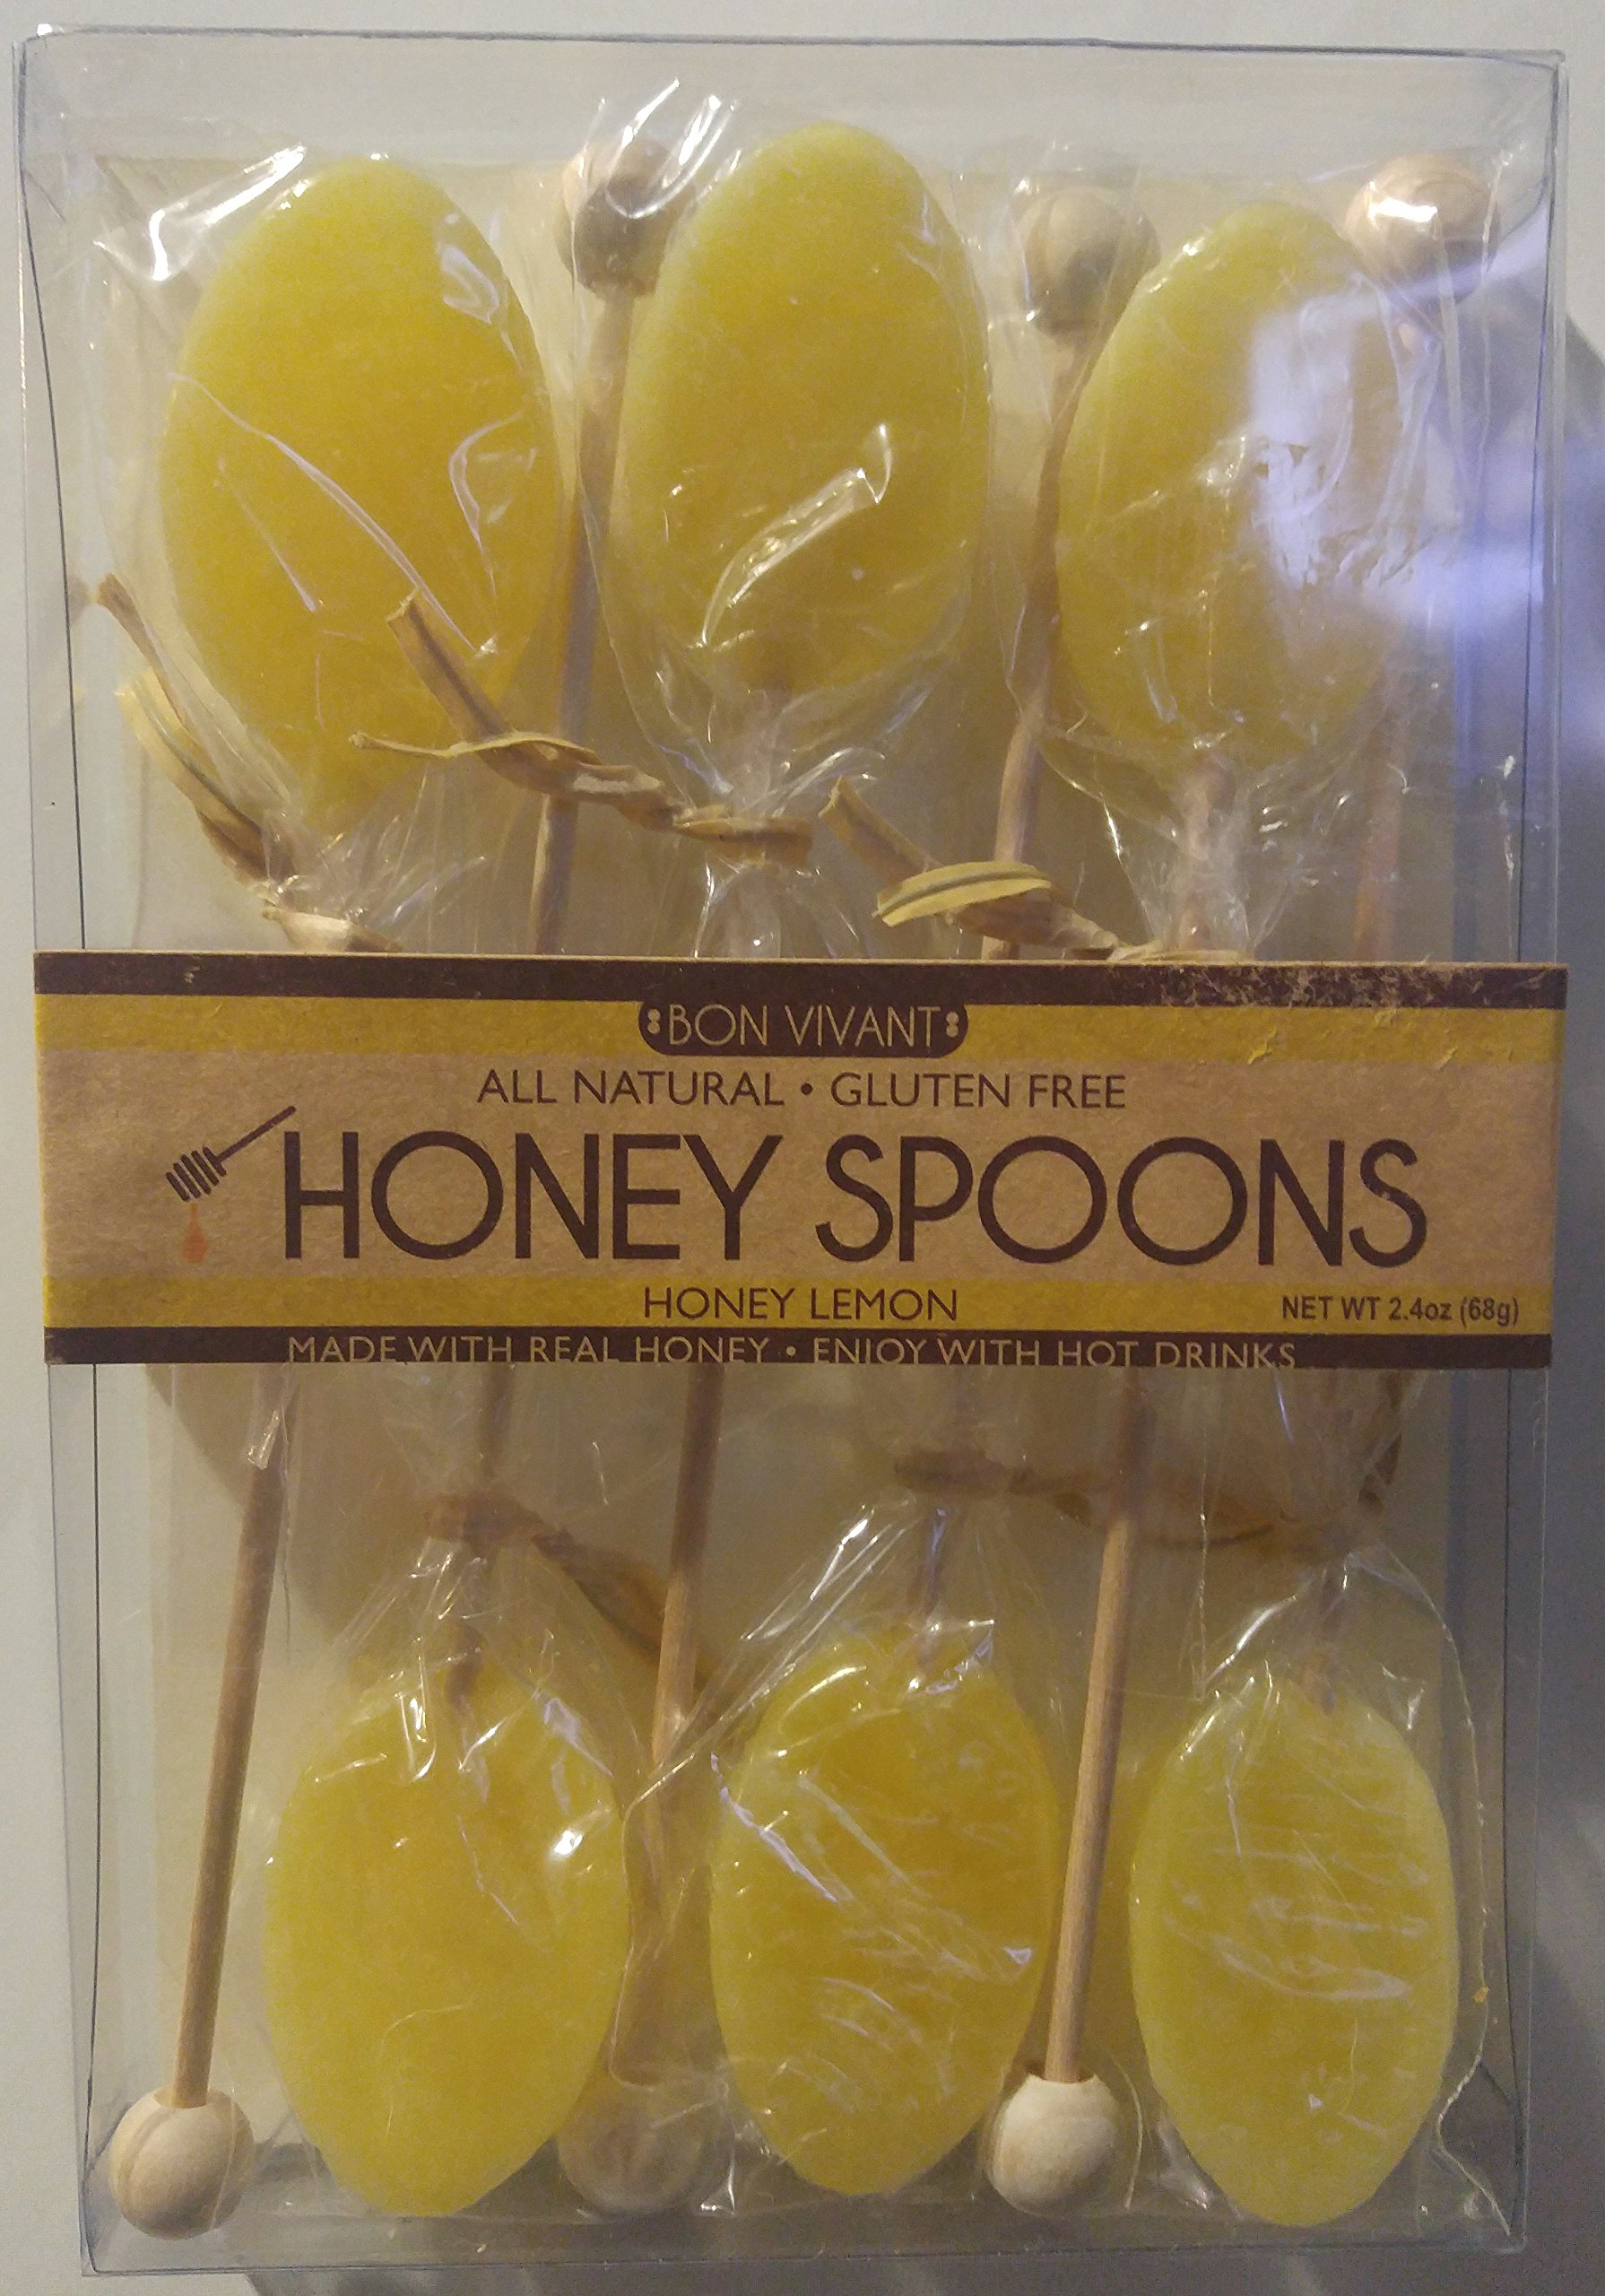 BON VIVANT
ALL NATURAL • GLUTEN FREE
HONEY SPOONS
HONEY LEMON
NET WT 2.4oz (68g)
MADE WITH REAL HONEY • ENJOY WITH HOT DRINKS